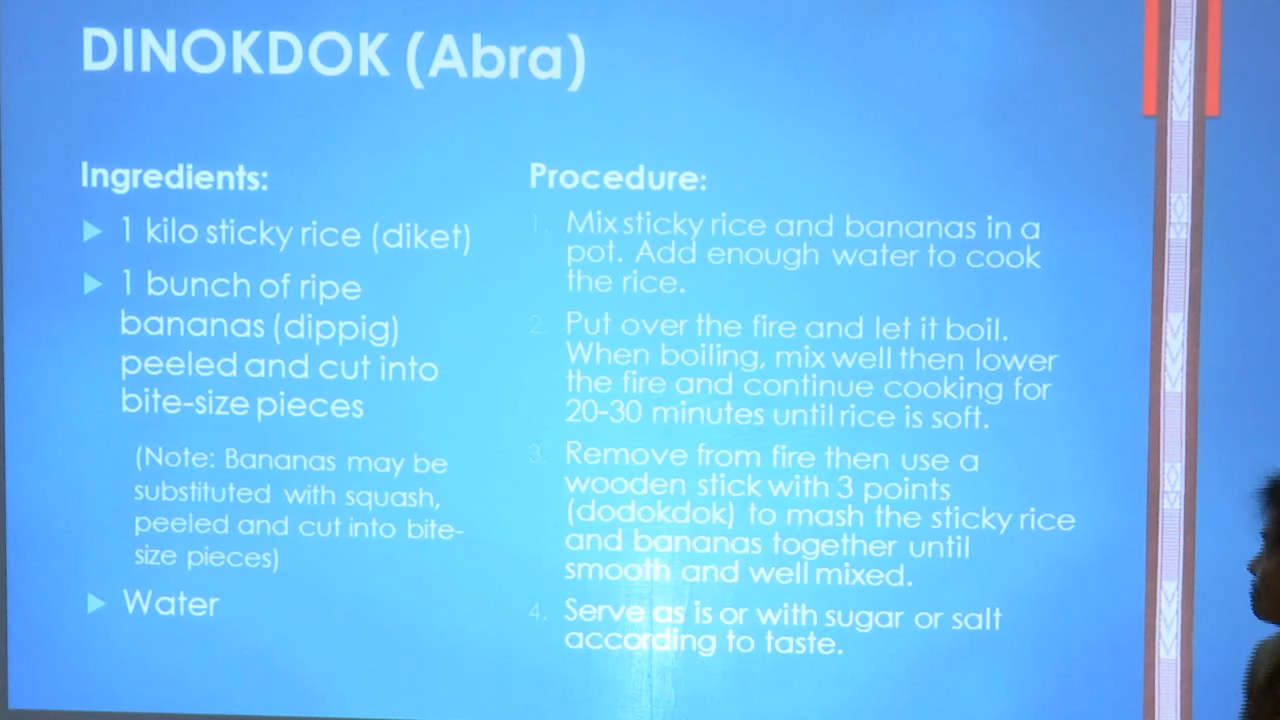 DINOKDOK (Abra)
Ingredients:
1 kilo sticky rice (diket)
1 bunch of ripe
bananas (dippig)
peeled and cut into
bite-size pieces
(Note: Bananas may be
substituted with squash,
peeled and cut into bite-
size pieces)
Water
Procedure:
1. Mix sticky rice and bananas in a
pot. Add enough water to cook
the rice.
2. Put over the fire and let it boil.
When boiling, mix well then lower
the fire and continue cooking for
20-30 minutes until rice is soft.
3. Remove from fire then use a
wooden stick with 3 points
(dodokdok) to mash the sticky rice
and bananas together until
smooth and well mixed.
4. Serve as is or with sugar or salt
according to taste.